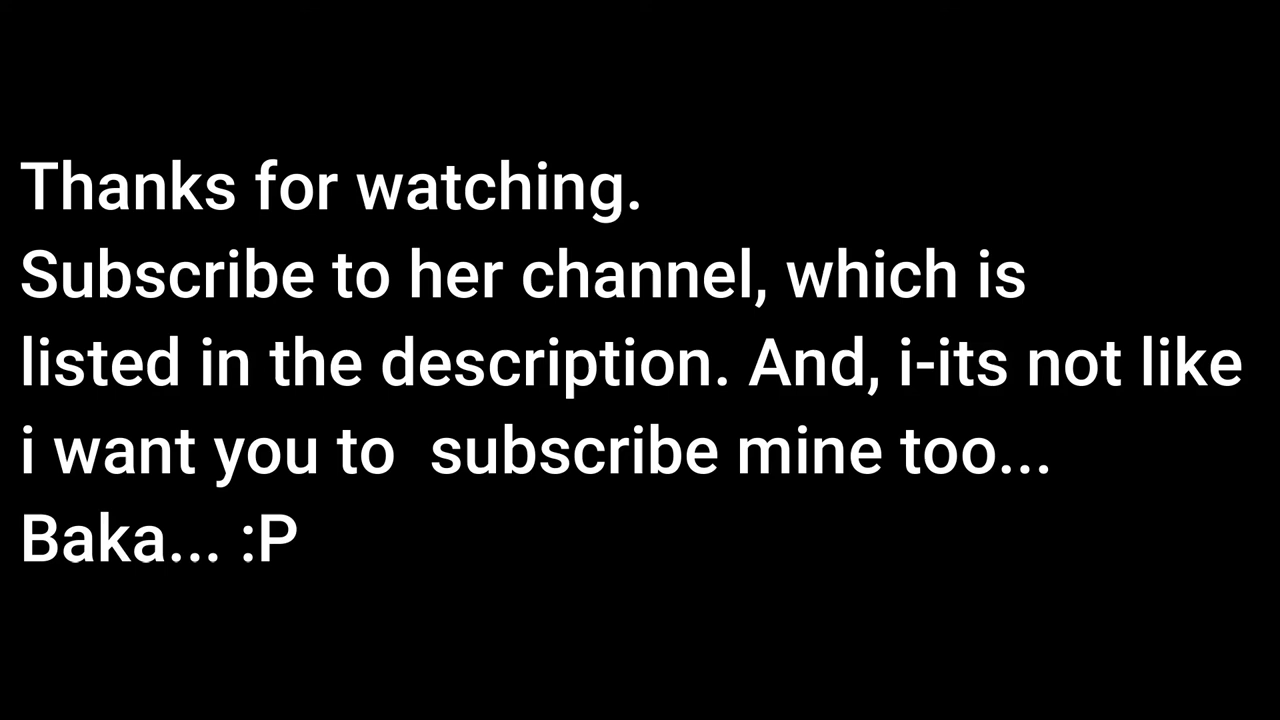 Thanks for watching.
Subscribe to her channel, which is
listed in the description. And, i-its not like
i want you to  subscribe mine too...
Baka... :P